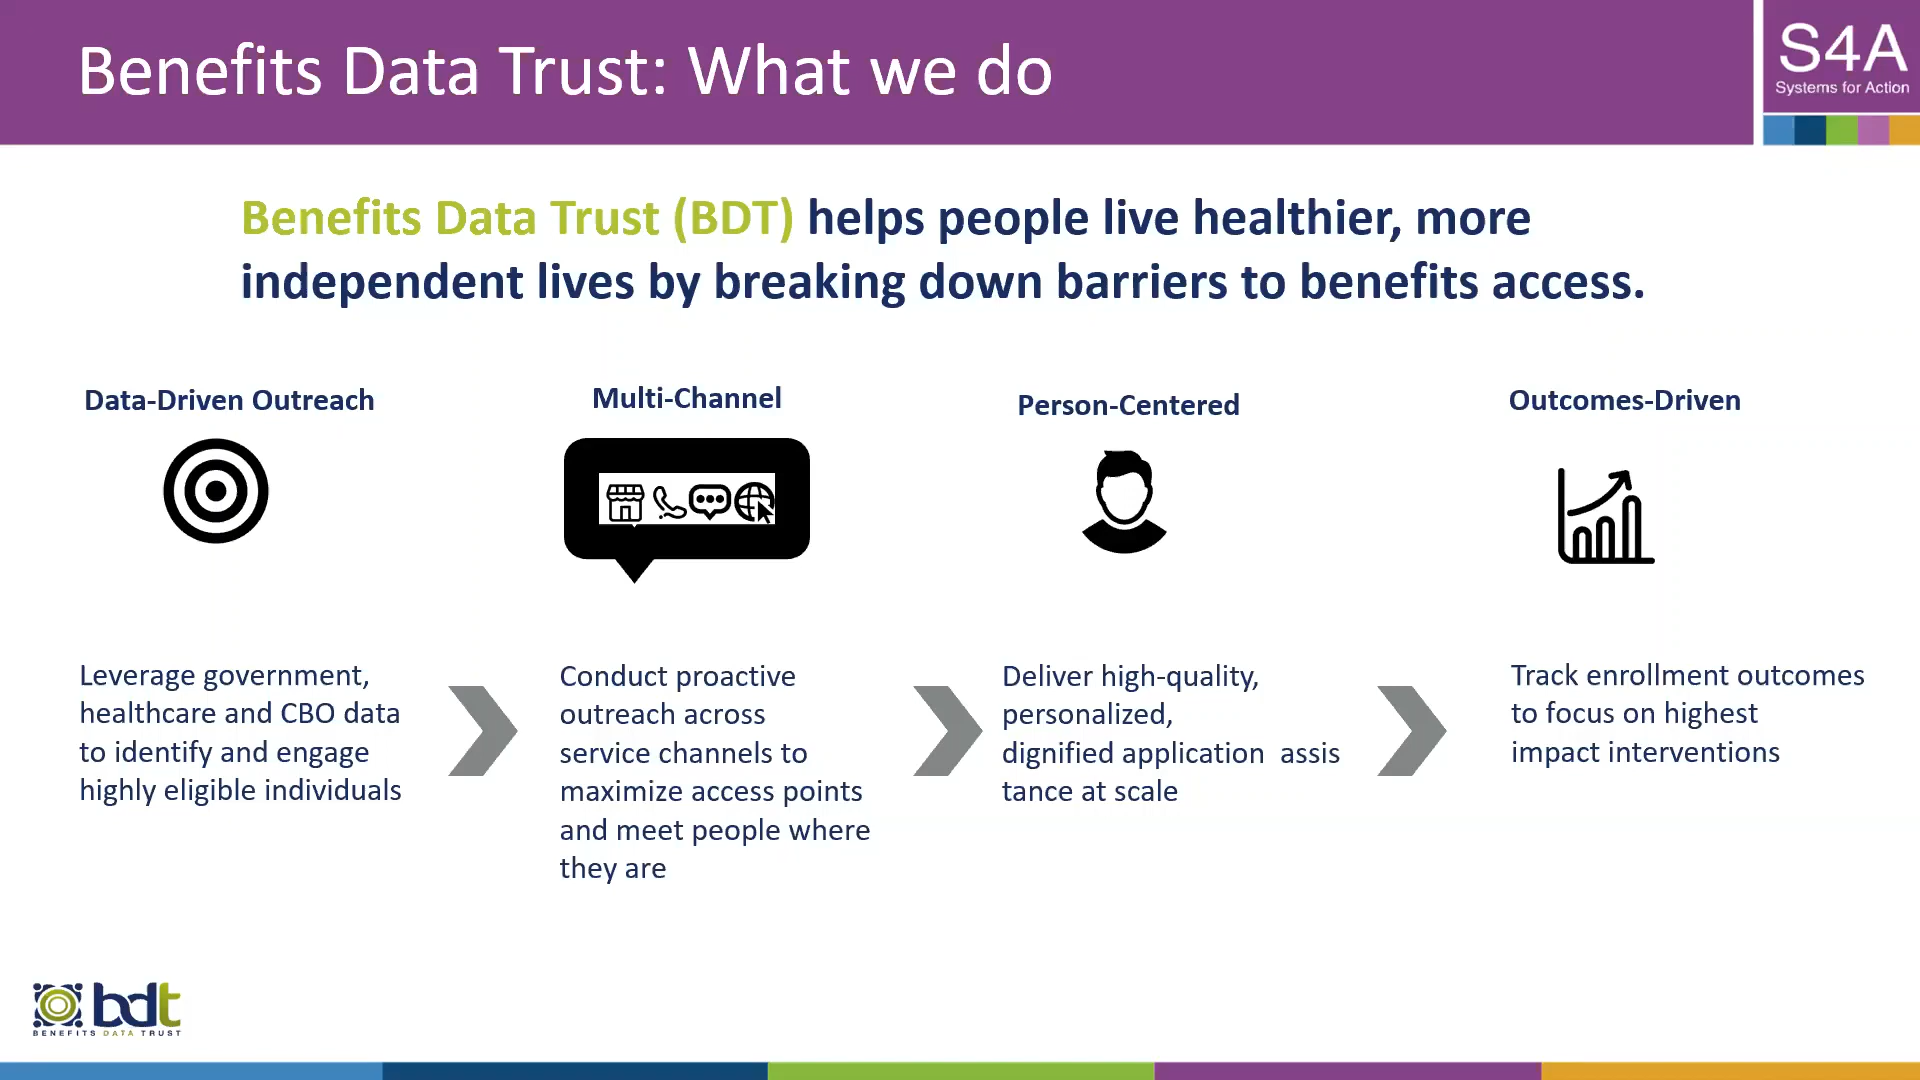 Benefits Data Trust: What we do
S4A
Systems for Action
Benefits Data Trust (BDT) helps people live healthier, more
independent lives by breaking down barriers to benefits access.
Data-Driven Outreach
Leverage government,
healthcare and CBO data
to identify and engage
highly eligible individuals
Multi-Channel
Conduct proactive
outreach across
service channels to
maximize access points
and meet people where
they are
Person-Centered
Deliver high-quality,
personalized,
dignified application  assis
tance at scale
Outcomes-Driven
Track enrollment outcomes
to focus on highest
impact interventions
bdt
BENEFITS DATA TRUST